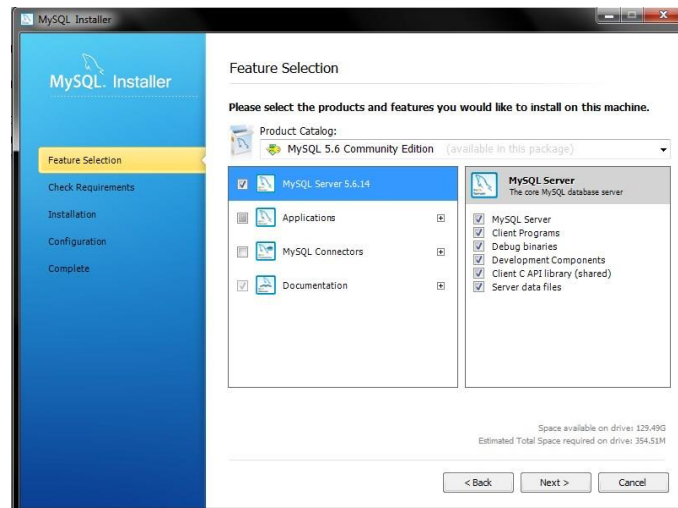 MySQL Installer
MySQL. Installer
Feature Selection
Check Requirements
Installation
Configuration
Complete
Feature Selection
Please select the products and features you would like to install on this machine.
Product Catalog:
MySQL 5.6 Community Edition (available in this package)
MySQL Server 5.6.14
Applications
MySQL Connectors
Documentation
MySQL Server
The core MySQL database server
MySQL Server
Client Programs
Debug binaries
Development Components
Client C API library (shared)
Server data files
Space available on drive: 129.49G
Estimated Total Space required on drive: 354.51M
< Back
Next >
Cancel